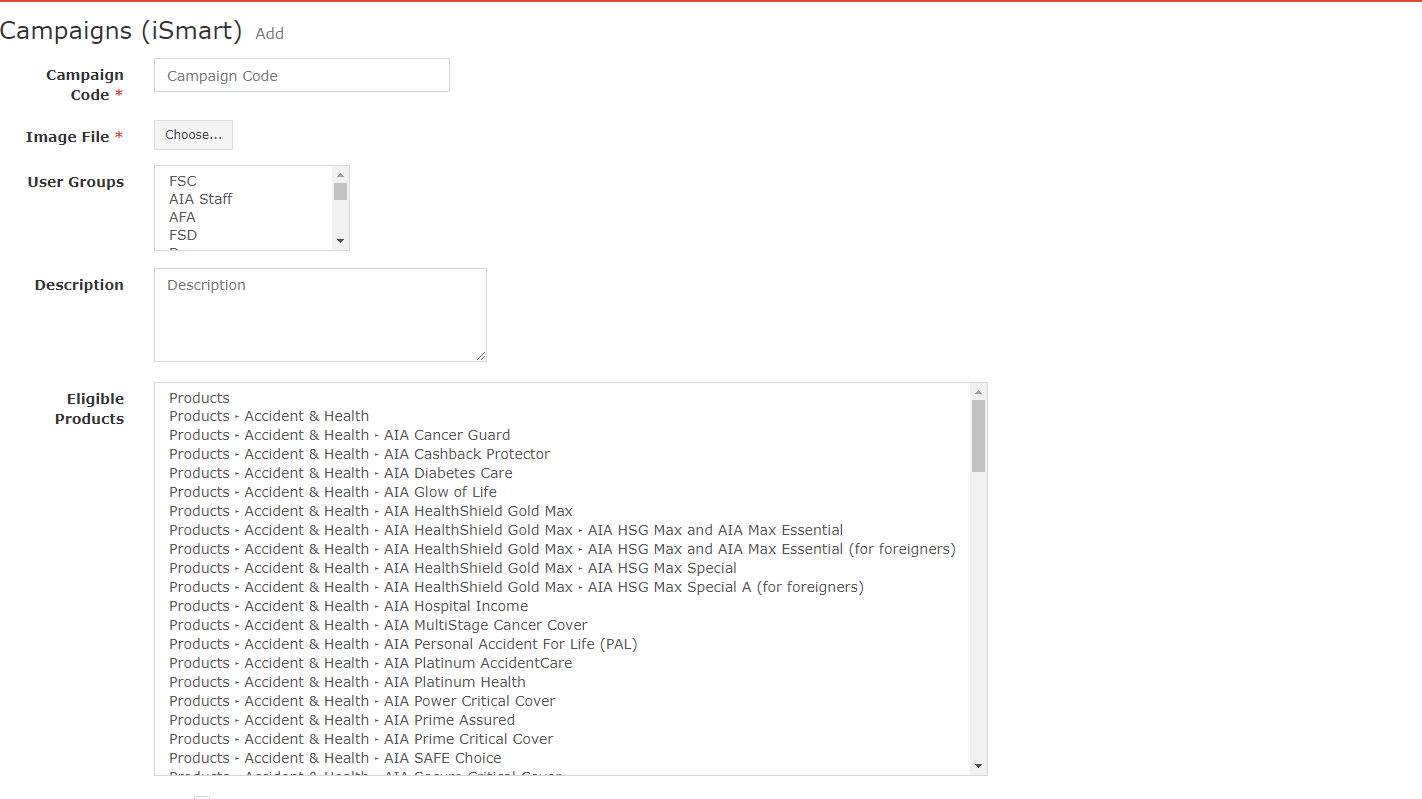 Campaigns (iSmart) Add
Campaign
Code *
Campaign Code
Image File *
Choose...
User Groups
FSC
AIA Staff
AFA
FSD
Description
Description
Eligible
Products
Products
Products ▸ Accident & Health
Products ▸ Accident & Health ▸ AIA Cancer Guard
Products ▸ Accident & Health ▸ AIA Cashback Protector
Products ▸ Accident & Health ▸ AIA Diabetes Care
Products ▸ Accident & Health ▸ AIA Glow of Life
Products ▸ Accident & Health ▸ AIA HealthShield Gold Max
Products ▸ Accident & Health ▸ AIA HealthShield Gold Max ▸ AIA HSG Max and AIA Max Essential
Products ▸ Accident & Health ▸ AIA HealthShield Gold Max ▸ AIA HSG Max and AIA Max Essential (for foreigners)
Products ▸ Accident & Health ▸ AIA HealthShield Gold Max ▸ AIA HSG Max Special
Products ▸ Accident & Health ▸ AIA HealthShield Gold Max ▸ AIA HSG Max Special A (for foreigners)
Products ▸ Accident & Health ▸ AIA Hospital Income
Products ▸ Accident & Health ▸ AIA MultiStage Cancer Cover
Products ▸ Accident & Health ▸ AIA Personal Accident For Life (PAL)
Products ▸ Accident & Health ▸ AIA Platinum AccidentCare
Products ▸ Accident & Health ▸ AIA Platinum Health
Products ▸ Accident & Health ▸ AIA Power Critical Cover
Products ▸ Accident & Health ▸ AIA Prime Assured
Products ▸ Accident & Health ▸ AIA Prime Critical Cover
Products ▸ Accident & Health ▸ AIA SAFE Choice
Products ▸ Accident & Health ▸ AIA Secure Critical Cover